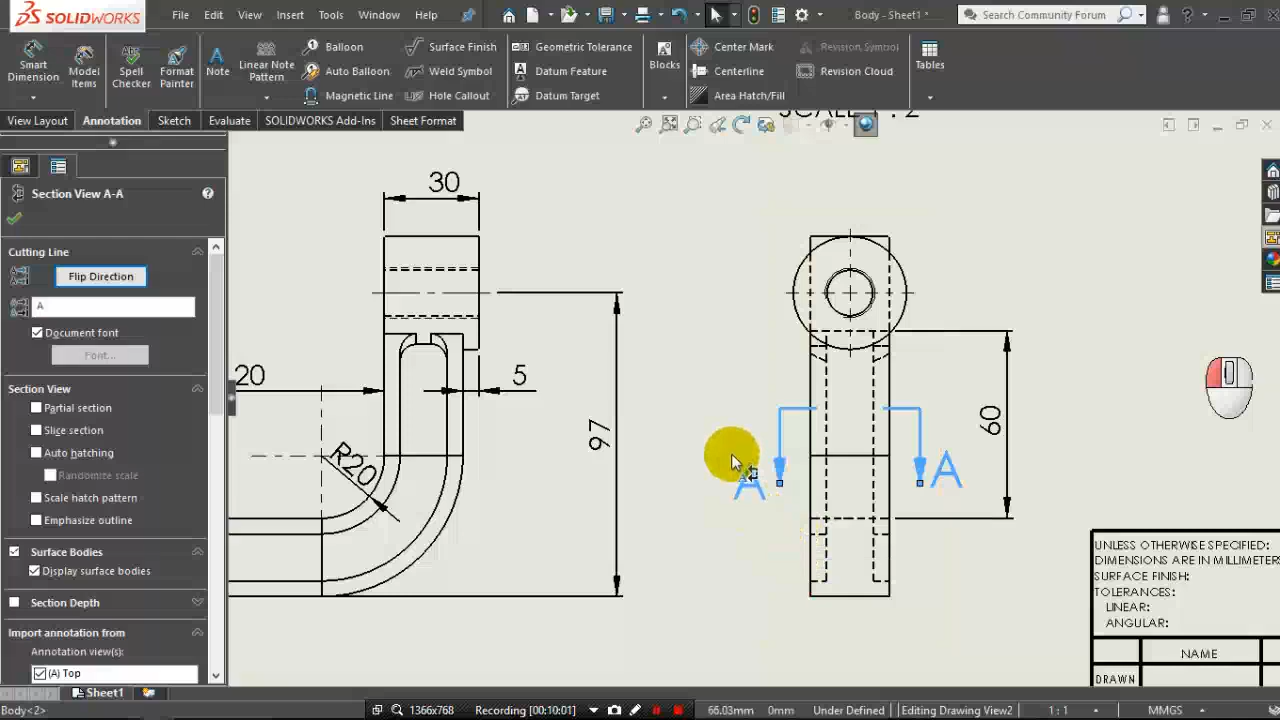 SOLIDWORKS File Edit View Insert Tools Window Help Body - Sheet1 * Search Community Forum ?
Smart Dimension
Model Items
Spell Checker
Format Painter
Note
Linear Note Pattern
Balloon
Auto Balloon
Magnetic Line
Surface Finish
Weld Symbol
Hole Callout
Geometric Tolerance
Datum Feature
Datum Target
Blocks
Center Mark
Centerline
Area Hatch/Fill
Revision Symbol
Revision Cloud
Tables
View Layout Annotation Sketch Evaluate SOLIDWORKS Add-Ins Sheet Format
SCALE 1 : 2
Section View A-A
Cutting Line
Flip Direction
A
Document font
Font...
Section View
Partial section
Slice section
Auto hatching
Randomize scale
Scale hatch pattern
Emphasize outline
Surface Bodies
Display surface bodies
Section Depth
Import annotation from
Annotation view(s):
(A) Top
30
20
5
97
R20
60
A
A
UNLESS OTHERWISE SPECIFIED:
DIMENSIONS ARE IN MILLIMETER
SURFACE FINISH:
TOLERANCES:
LINEAR:
ANGULAR:
NAME
DRAWN
Sheet1
Body<2> 1366x768 Recording [00:10:01] 66.03mm 0mm Under Defined Editing Drawing View2 1 : 1 MMGS